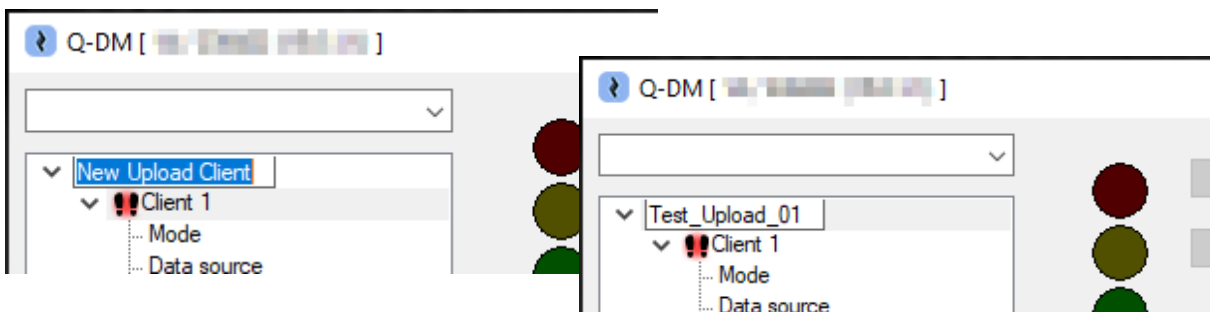 Q-DM [ ]
New Upload Client
Client 1
Mode
Data source
Q-DM [ ]
Test_Upload_01
Client 1
Mode
Data source